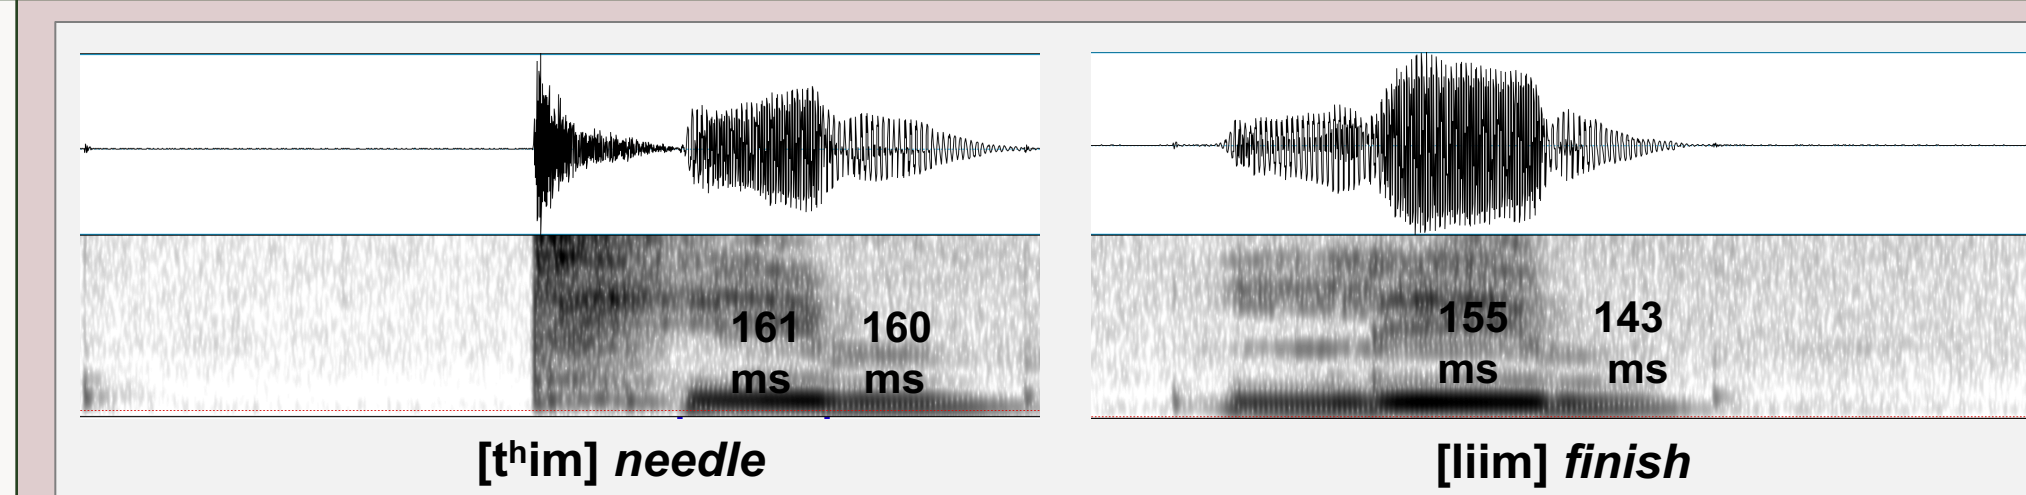 161 160
ms ms
155 143
ms ms
[tʰim] needle
[liim] finish